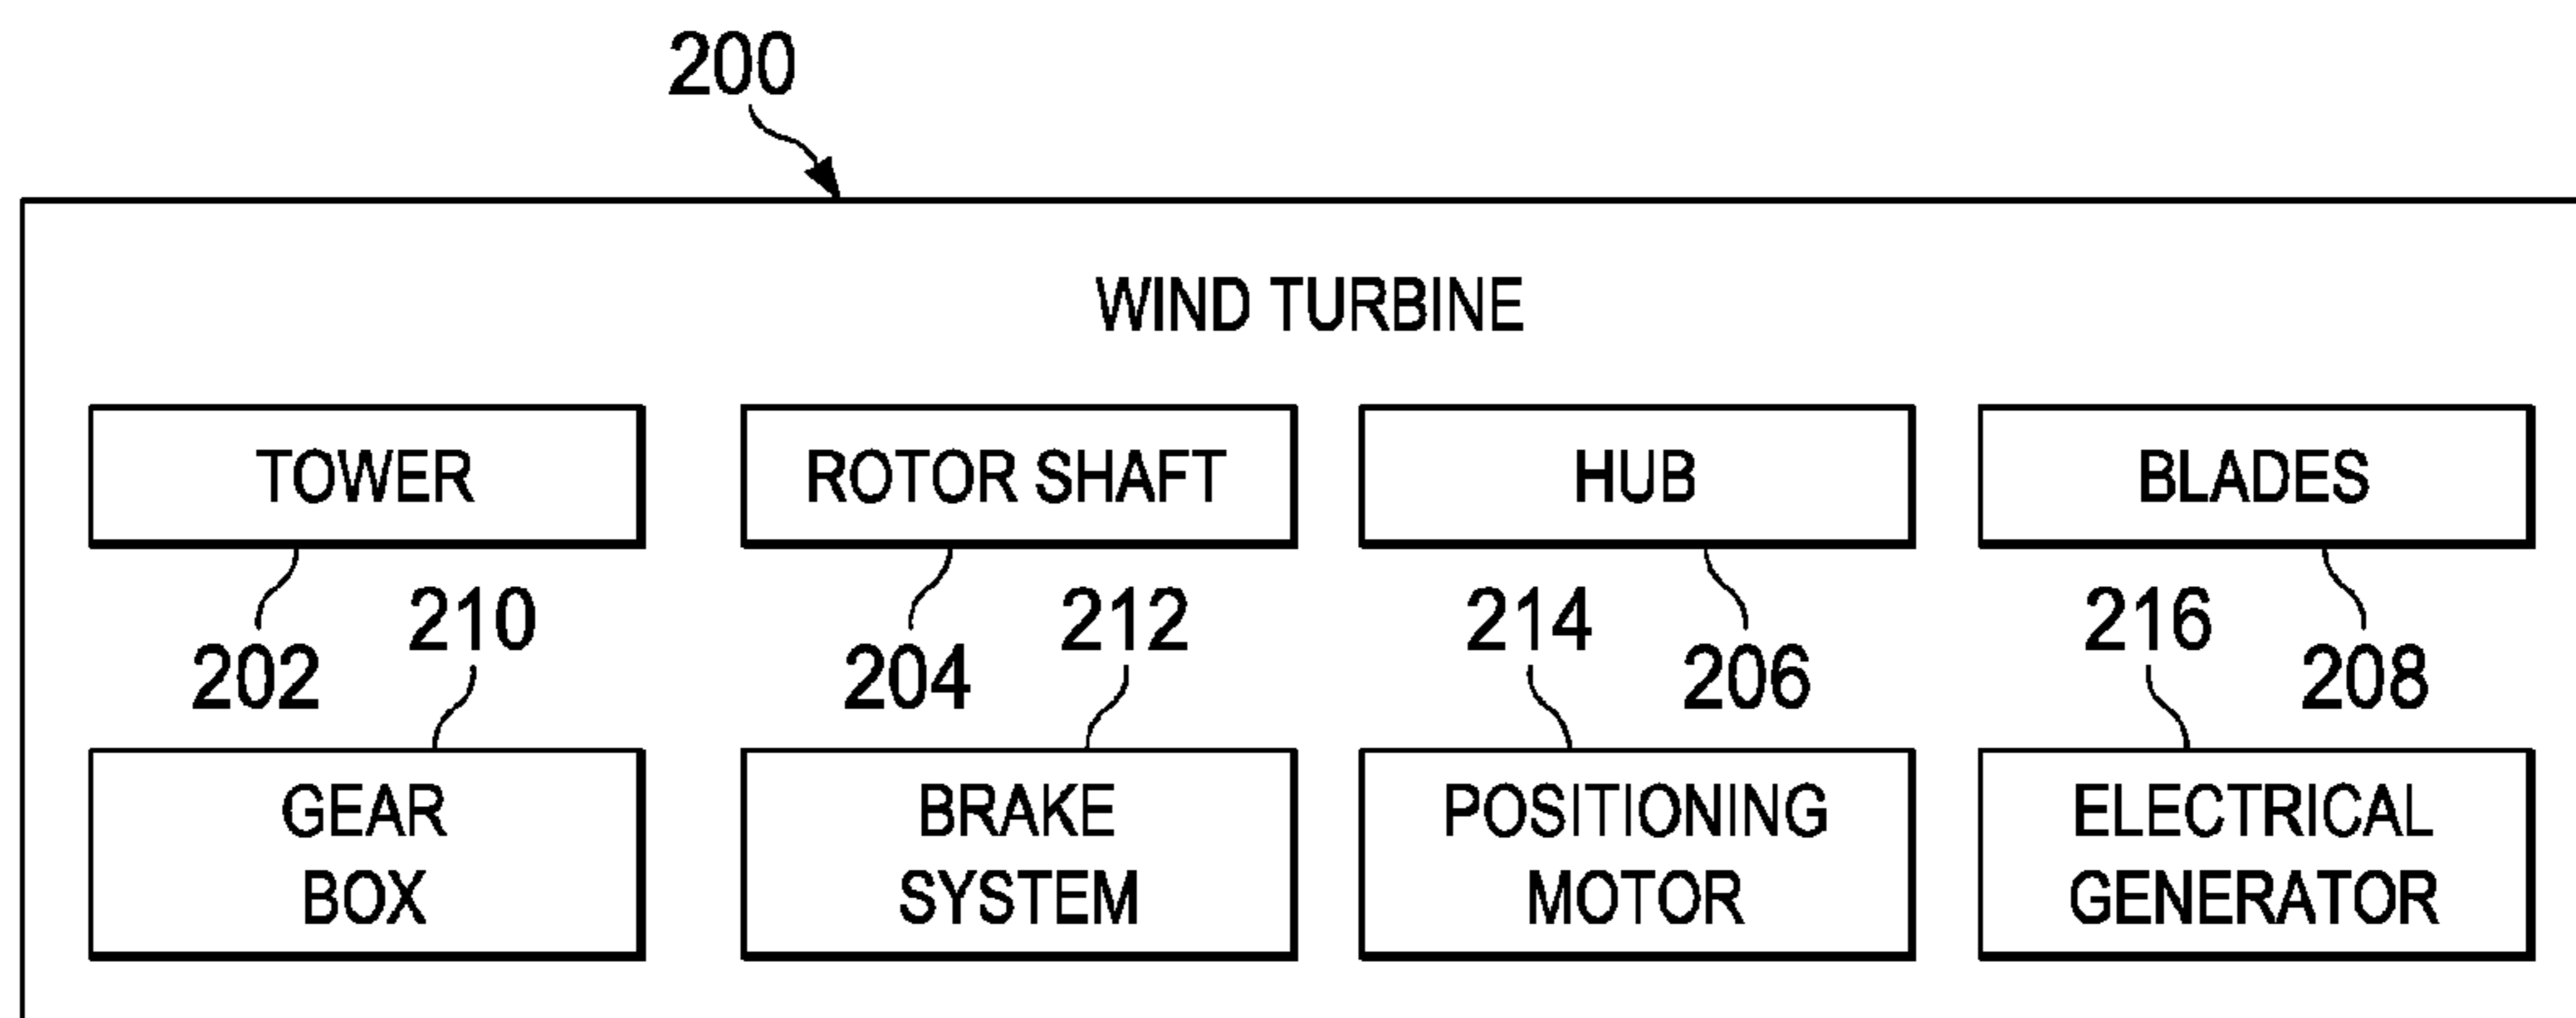 200
WIND TURBINE
TOWER
ROTOR SHAFT
HUB
BLADES
202
210
204
212
214
206
216
208
GEAR
BOX
BRAKE
SYSTEM
POSITIONING
MOTOR
ELECTRICAL
GENERATOR